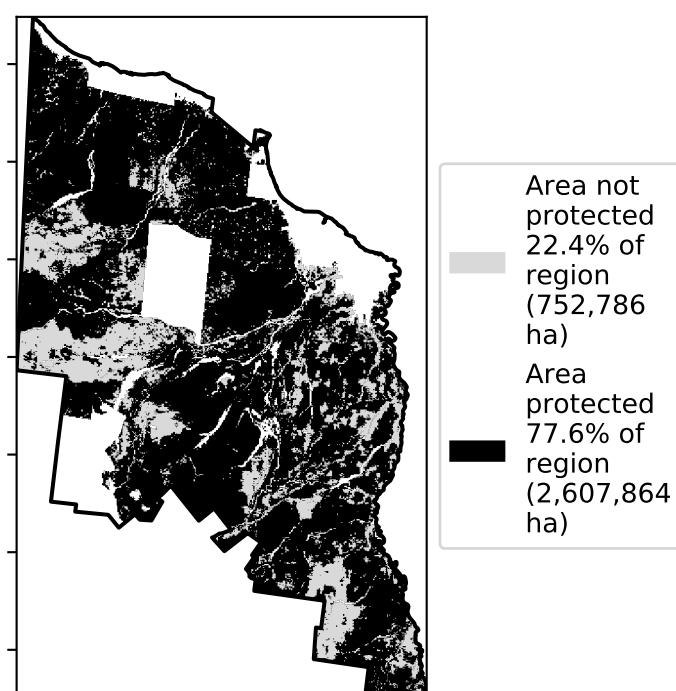 Area not
protected
22.4% of
region
(752,786
ha)
Area
protected
77.6% of
region
(2,607,864
ha)